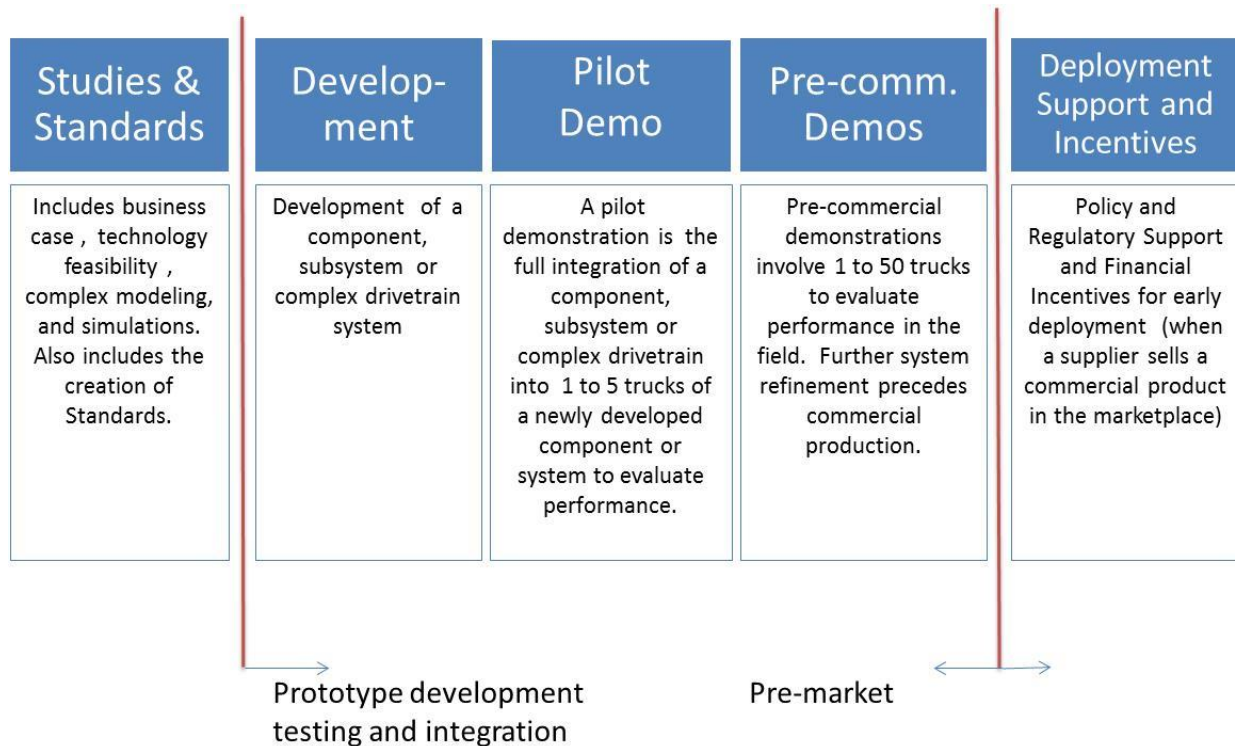 Studies &
Standards
Develop-
ment
Pilot
Demo
Pre-comm.
Demos
Deployment
Support and
Incentives
Includes business
case , technology
feasibility ,
complex modeling,
and simulations.
Also includes the
creation of
Standards.
Development of a
component,
subsystem or
complex drivetrain
system
A pilot
demonstration is the
full integration of a
component,
subsystem or
complex drivetrain
into 1 to 5 trucks of
a newly developed
component or
system to evaluate
performance.
Pre-commercial
demonstrations
involve 1 to 50 trucks
to evaluate
performance in the
field. Further system
refinement precedes
commercial
production.
Policy and
Regulatory Support
and Financial
Incentives for early
deployment (when
a supplier sells a
commercial product
in the marketplace)
Prototype development
testing and integration
Pre-market